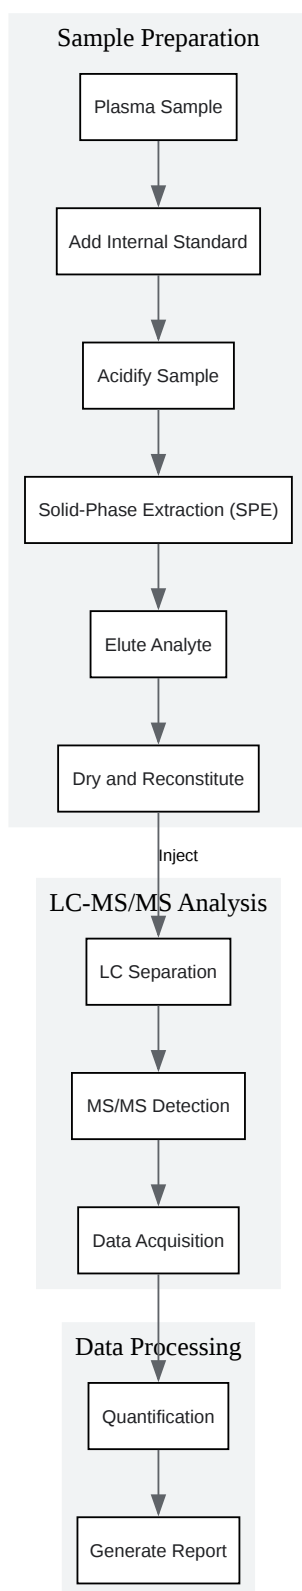 Sample Preparation
Plasma Sample
Add Internal Standard
Acidify Sample
Solid-Phase Extraction (SPE)
Elute Analyte
Dry and Reconstitute
Inject
LC-MS/MS Analysis
LC Separation
MS/MS Detection
Data Acquisition
Data Processing
Quantification
Generate Report